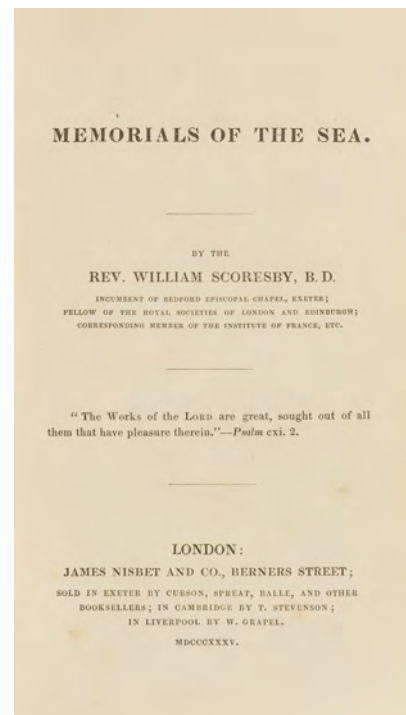 MEMORIALS OF THE SEA.
BY THE
REV. WILLIAM SCORESBY, B. D.
INCUMBENT OF BEDFORD EPISCOPAL CHAPEL, EXETER;
FELLOW OF THE ROYAL SOCIETIES OF LONDON AND EDINBURGH;
CORRESPONDING MEMBER OF THE INSTITUTE OF FRANCE, ETC.
“ The Works of the LORD are great, sought out of all
them that have pleasure therein.”—Psalm cxi. 2.
LONDON:
JAMES NISBET AND CO., BERNERS STREET;
SOLD IN EXETER BY CURSON, SPREAT, BALLE, AND OTHER
BOOKSELLERS; IN CAMBRIDGE BY T. STEVENSON;
IN LIVERPOOL BY W. GRAPEL.
MDCCCXXXV.